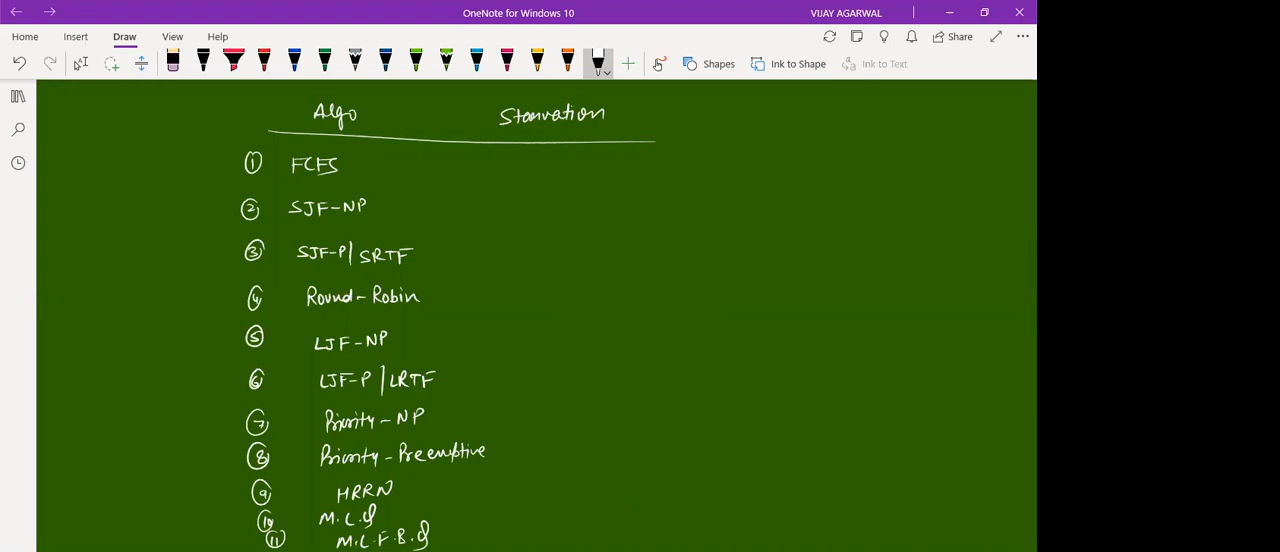 OneNote for Windows 10
VIJAY AGARWAL
Home Insert Draw View Help
Share
Shapes Ink to Shape Ink to Text
Algo Starvation
1 FCFS
2 SJF-NP
3 SJF-P/SRTF
4 Round-Robin
5 LJF-NP
6 LJF-P/LRTF
7 Priority-NP
8 Priority-Preemptive
9 HRRN
10 M.L.Q
11 M.L.F.B.Q